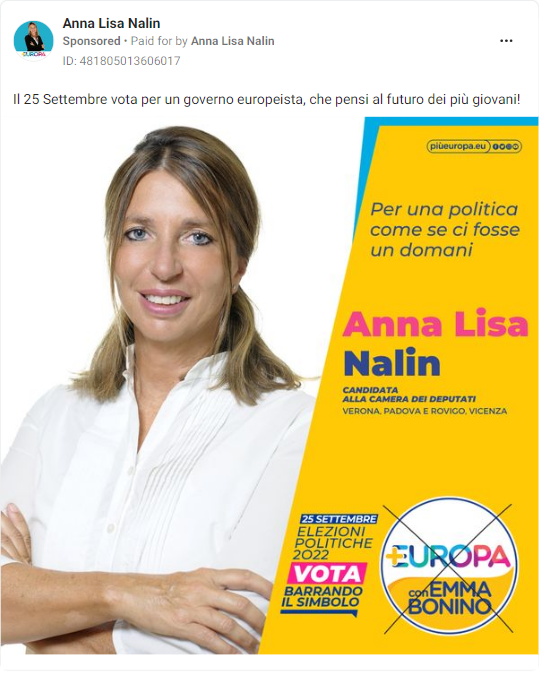 Anna Lisa Nalin
Sponsored • Paid for by Anna Lisa Nalin
ID: 481805013606017
EUROPA
Il 25 Settembre vota per un governo europeista, che pensi al futuro dei più giovani!
piùeuropa.eu
Per una politica
come se ci fosse
un domani
Anna Lisa
Nalin
CANDIDATA
ALLA CAMERA DEI DEPUTATI
VERONA, PADOVA E ROVIGO, VICENZA
25 SETTEMBRE
ELEZIONI
POLITICHE
2022
VOTA
BARRANDO
IL SIMBOLO
+EUROPA
con EMMA
BONINO